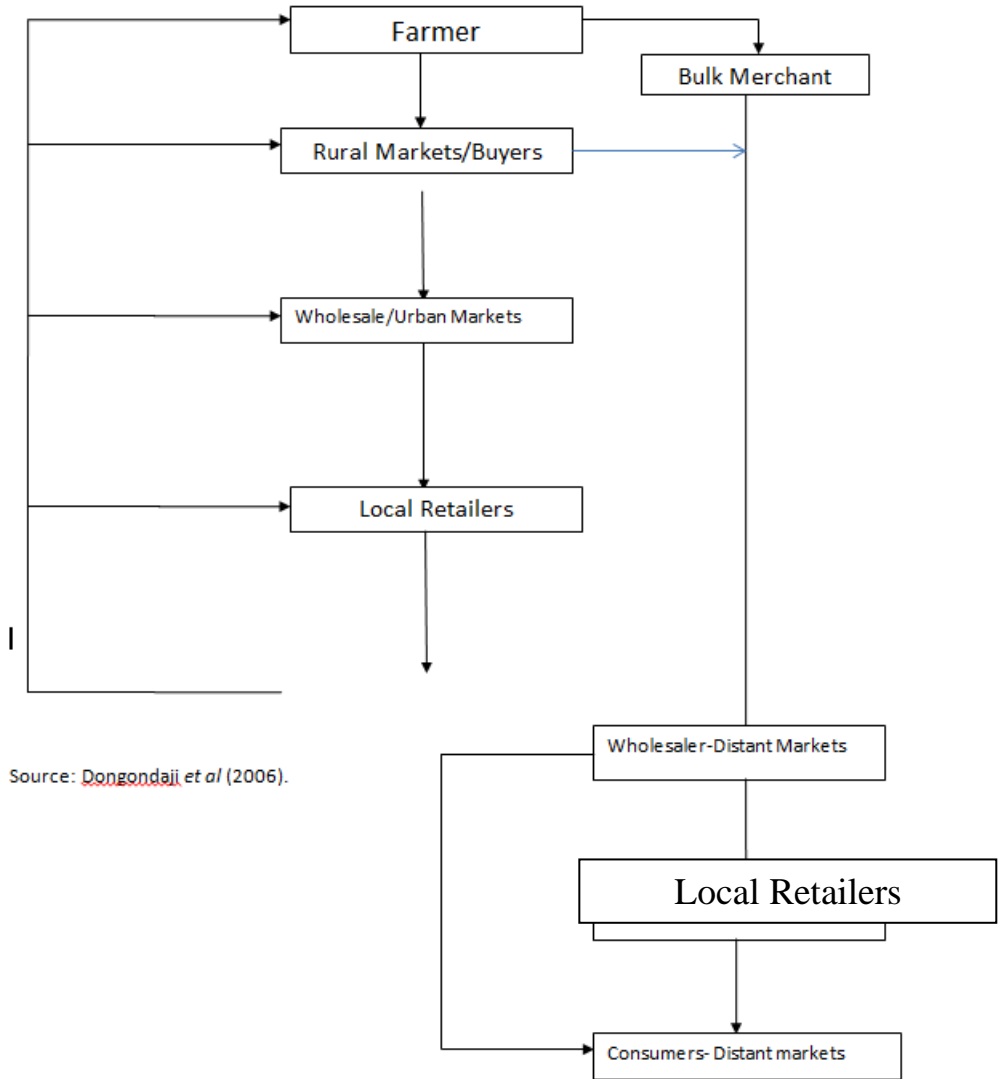 Farmer
Bulk Merchant
Rural Markets/Buyers
Wholesale/Urban Markets
Local Retailers
Wholesaler-Distant Markets
Source: Dongondaji et al (2006).
Local Retailers
Consumers- Distant markets